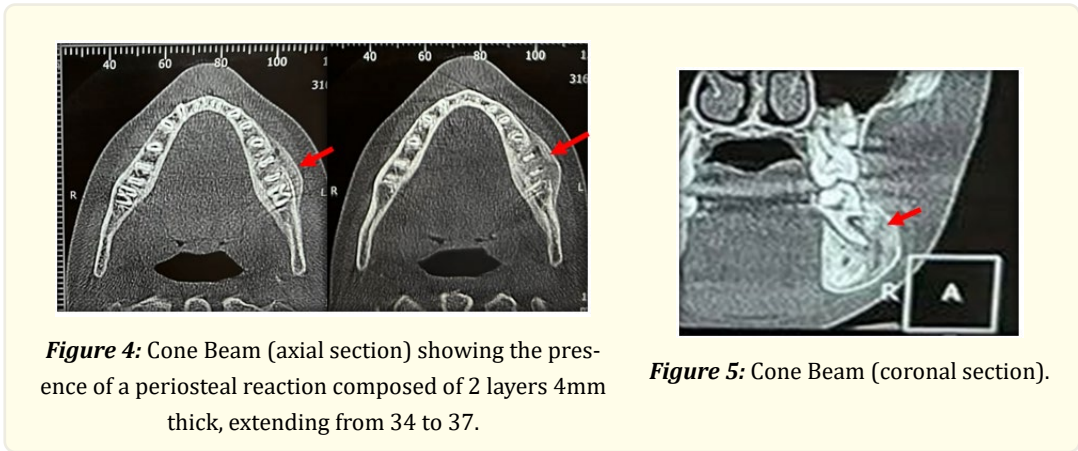 40 60 80 100
40 60 80 100
316
R
L R
L
Figure 4: Cone Beam (axial section) showing the pres-
ence of a periosteal reaction composed of 2 layers 4mm
thick, extending from 34 to 37.
R
A
Figure 5: Cone Beam (coronal section).